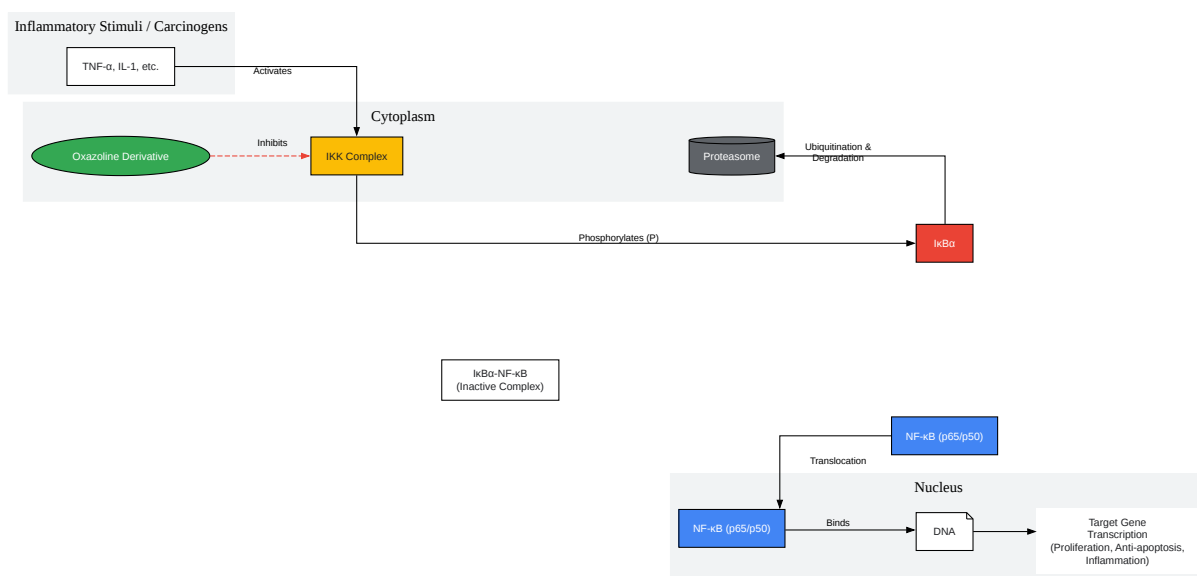 Inflammatory Stimuli / Carcinogens
TNF-α, IL-1, etc.
Activates
Cytoplasm
Oxazoline Derivative
Inhibits
IKK Complex
Proteasome
Ubiquitination &
Degradation
Phosphorylates (P)
IκBα
IκBα-NF-κB
(Inactive Complex)
NF-κB (p65/p50)
Translocation
Nucleus
NF-κB (p65/p50)
Binds
DNA
Target Gene
Transcription
(Proliferation, Anti-apoptosis,
Inflammation)